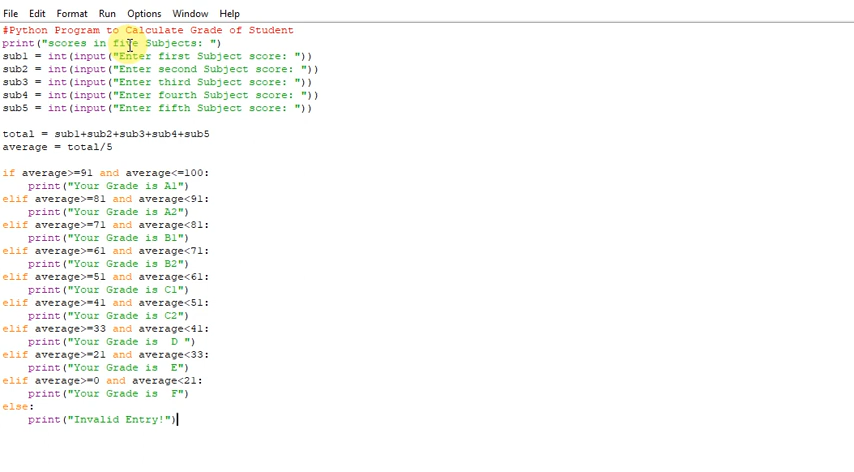 File Edit Format Run Options Window Help
#Python Program to Calculate Grade of Student
print("scores in five Subjects: ")
sub1 = int(input("Enter first Subject score: "))
sub2 = int(input("Enter second Subject score: "))
sub3 = int(input("Enter third Subject score: "))
sub4 = int(input("Enter fourth Subject score: "))
sub5 = int(input("Enter fifth Subject score: "))
total = sub1+sub2+sub3+sub4+sub5
average = total/5
if average>=91 and average<=100:
    print("Your Grade is A1")
elif average>=81 and average<91:
    print("Your Grade is A2")
elif average>=71 and average<81:
    print("Your Grade is B1")
elif average>=61 and average<71:
    print("Your Grade is B2")
elif average>=51 and average<61:
    print("Your Grade is C1")
elif average>=41 and average<51:
    print("Your Grade is C2")
elif average>=33 and average<41:
    print("Your Grade is  D ")
elif average>=21 and average<33:
    print("Your Grade is  E")
elif average>=0 and average<21:
    print("Your Grade is  F")
else:
    print("Invalid Entry!")